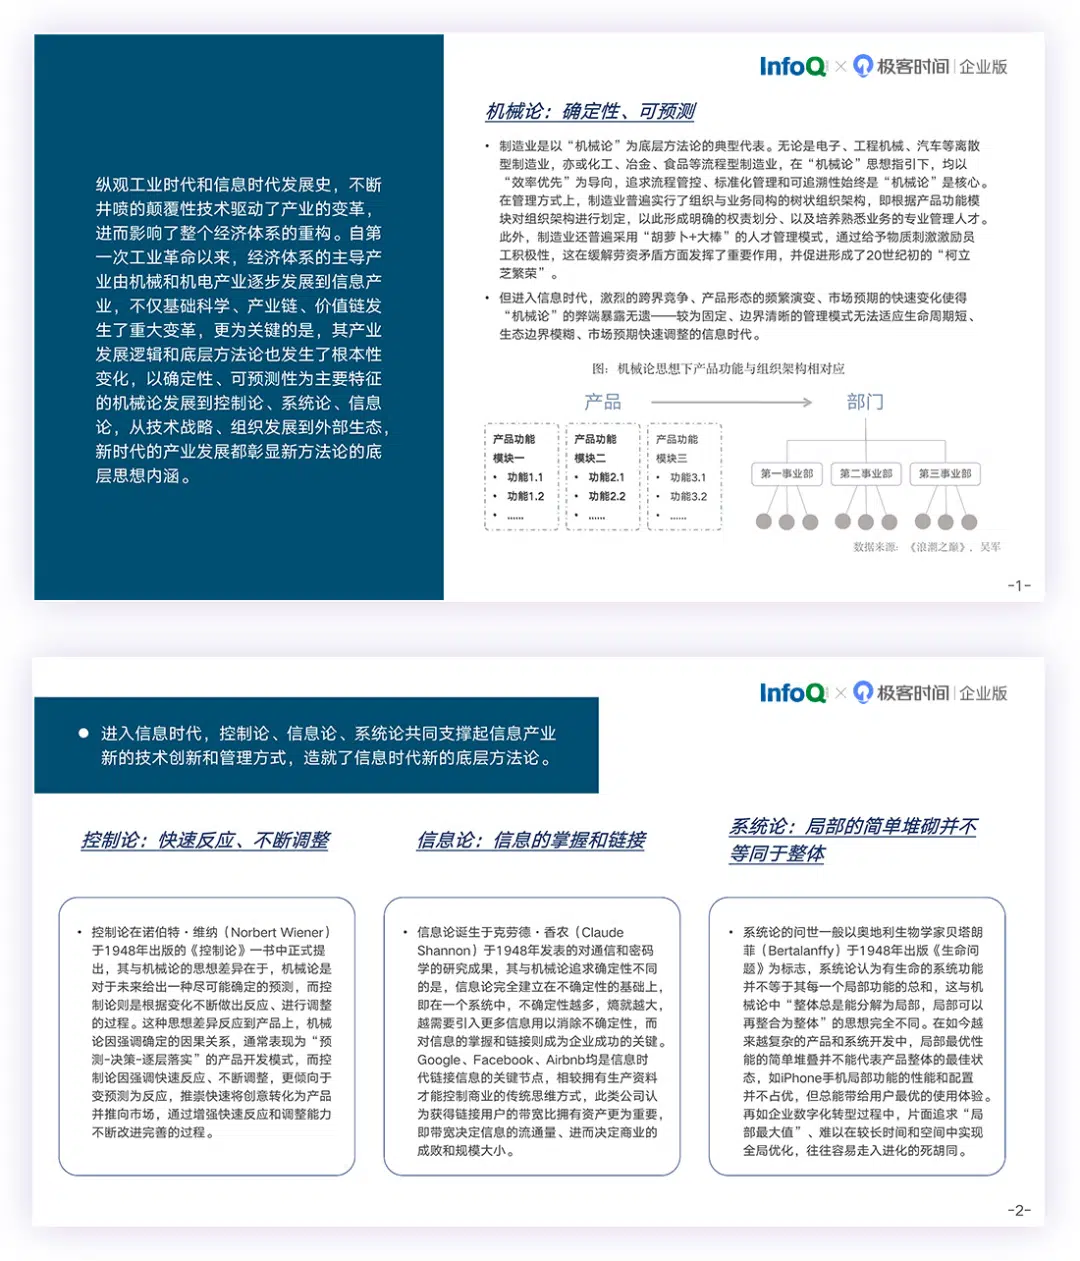 纵观工业时代和信息时代发展史，不断
井喷的颠覆性技术驱动了产业的变革，
进而影响了整个经济体系的重构。自第
一次工业革命以来，经济体系的主导产
业由机械和机电产业逐步发展到信息产
业，不仅基础科学、产业链、价值链发
生了重大变革，更为关键的是，其产业
发展逻辑和底层方法论也发生了根本性
变化，以确定性、可预测性为主要特征
的机械论发展到控制论、系统论、信息
论，从技术战略、组织发展到外部生态，
新时代的产业发展都彰显新方法论的底
层思想内涵。
InfoQ × 极客时间 | 企业版
机械论：确定性、可预测
• 制造业是以“机械论”为底层方法论的典型代表。无论是电子、工程机械、汽车等离散
型制造业，亦或化工、冶金、食品等流程型制造业，在“机械论”思想指引下，均以
“效率优先”为导向，追求流程管控、标准化管理和可追溯性始终是“机械论”是核心。
在管理方式上，制造业普遍实行了组织与业务同构的树状组织架构，即根据产品功能模
块对组织架构进行划定，以此形成明确的权责划分、以及培养熟悉业务的专业管理人才。
此外，制造业还普遍采用“胡萝卜+大棒”的人才管理模式，通过给予物质刺激激励员
工积极性，这在缓解劳资矛盾方面发挥了重要作用，并促进形成了20世纪初的“柯立
芝繁荣”。
• 但进入信息时代，激烈的跨界竞争、产品形态的频繁演变、市场预期的快速变化使得
“机械论”的弊端暴露无遗——较为固定、边界清晰的管理模式无法适应生命周期短、
生态边界模糊、市场预期快速调整的信息时代。
图：机械论思想下产品功能与组织架构相对应
产品
部门
产品功能
模块一
• 功能1.1
• 功能1.2
• ……
产品功能
模块二
• 功能2.1
• 功能2.2
• ……
产品功能
模块三
• 功能3.1
• 功能3.2
• ……
第一事业部
第二事业部
第三事业部
数据来源：《浪潮之巅》，吴军
-1-
InfoQ × 极客时间 | 企业版
● 进入信息时代，控制论、信息论、系统论共同支撑起信息产业
新的技术创新和管理方式，造就了信息时代新的底层方法论。
控制论：快速反应、不断调整
• 控制论在诺伯特·维纳（Norbert Wiener）
于1948年出版的《控制论》一书中正式提
出，其与机械论的思想差异在于，机械论是
对于未来给出一种尽可能确定的预测，而控
制论则是根据变化不断做出反应、进行调整
的过程。这种思想差异反应到产品上，机械
论因强调确定的因果关系，通常表现为“预
测-决策-逐层落实”的产品开发模式，而控
制论因强调快速反应、不断调整，更倾向于
变预测为反应，推崇快速将创意转化为产品
并推向市场，通过增强快速反应和调整能力
不断改进完善的过程。
信息论：信息的掌握和链接
• 信息论诞生于克劳德·香农（Claude
Shannon）于1948年发表的对通信和密码
学的研究成果，其与机械论追求确定性不同
的是，信息论完全建立在不确定性的基础上，
即在一个系统中，不确定性越多，熵就越大，
越需要引入更多信息用以消除不确定性，而
对信息的掌握和链接则成为企业成功的关键。
Google、Facebook、Airbnb均是信息时
代链接信息的关键节点，相较拥有生产资料
才能控制商业的传统思维方式，此类公司认
为获得链接用户的带宽比拥有资产更为重要，
即带宽决定信息的流通量、进而决定商业的
成败和规模大小。
系统论：局部的简单堆砌并不
等同于整体
• 系统论的问世一般以奥地利生物学家贝塔朗
菲（Bertalanffy）于1948年出版《生命问
题》为标志，系统论认为有生命的系统功能
并不等于其每一个局部功能的总和，这与机
械论中“整体总是能分解为局部，局部可以
再整合为整体”的思想完全不同。在如今越
来越复杂的产品和系统开发中，局部最优性
能的简单堆叠并不能代表产品整体的最佳状
态，如iPhone手机局部功能的性能和配置
并不占优，但总能带给用户最优的使用体验。
再如企业数字化转型过程中，片面追求“局
部最大值”、难以在较长时间和空间中实现
全局优化，往往容易走入进化的死胡同。
-2-